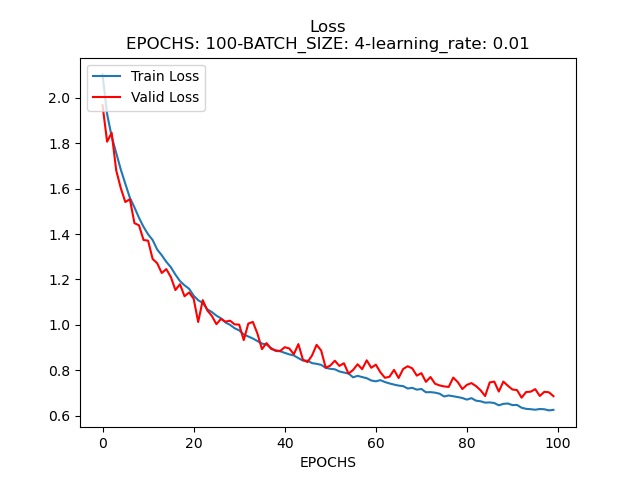 Loss
EPOCHS: 100-BATCH_SIZE: 4-learning_rate: 0.01
Train Loss
Valid Loss
2.0
1.8
1.6
1.4
1.2
1.0
0.8
0.6
0 20 40 60 80 100
EPOCHS